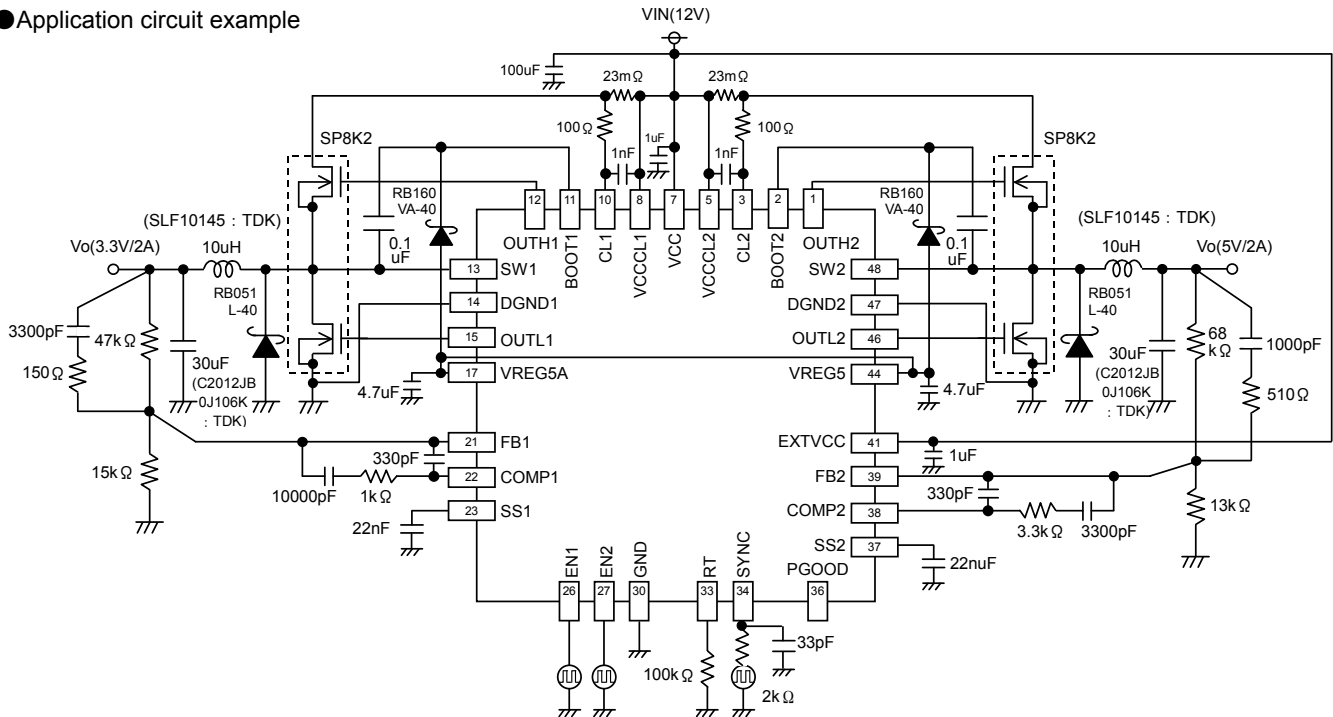 ●Application circuit example
VIN(12V)
100uF
23mΩ
23mΩ
100Ω
100Ω
1nF
1uF
1nF
SP8K2
SP8K2
RB160
VA-40
RB160
VA-40
0.1
uF
0.1
uF
12
11
10
8
7
5
3
2
1
OUTH1
BOOT1
CL1
VCCCL1
VCC
VCCCL2
CL2
BOOT2
OUTH2
(SLF10145 : TDK)
(SLF10145 : TDK)
Vo(3.3V/2A)
10uH
10uH
Vo(5V/2A)
13
SW1
SW2
48
RB051
L-40
RB051
L-40
14
DGND1
DGND2
47
3300pF
47kΩ
15
OUTL1
OUTL2
46
68
kΩ
1000pF
150Ω
30uF
(C2012JB
0J106K
: TDK)
4.7uF
17
VREG5A
VREG5
44
4.7uF
30uF
(C2012JB
0J106K
: TDK)
510Ω
21
FB1
EXTVCC
41
1uF
15kΩ
330pF
10000pF
1kΩ
22
COMP1
FB2
39
330pF
23
SS1
COMP2
38
3.3kΩ
3300pF
13kΩ
22nF
SS2
37
22nuF
EN1
EN2
GND
RT
SYNC
PGOOD
26
27
30
33
34
36
33pF
100kΩ
2kΩ